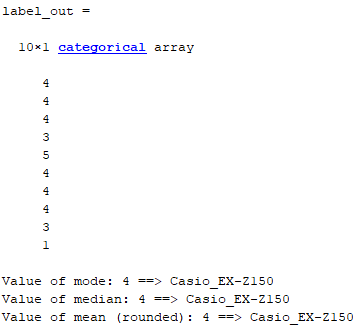 label_out =
10×1 categorical array
4
4
4
3
5
4
4
4
3
1
Value of mode: 4 ==> Casio_EX-Z150
Value of median: 4 ==> Casio_EX-Z150
Value of mean (rounded): 4 ==> Casio_EX-Z150